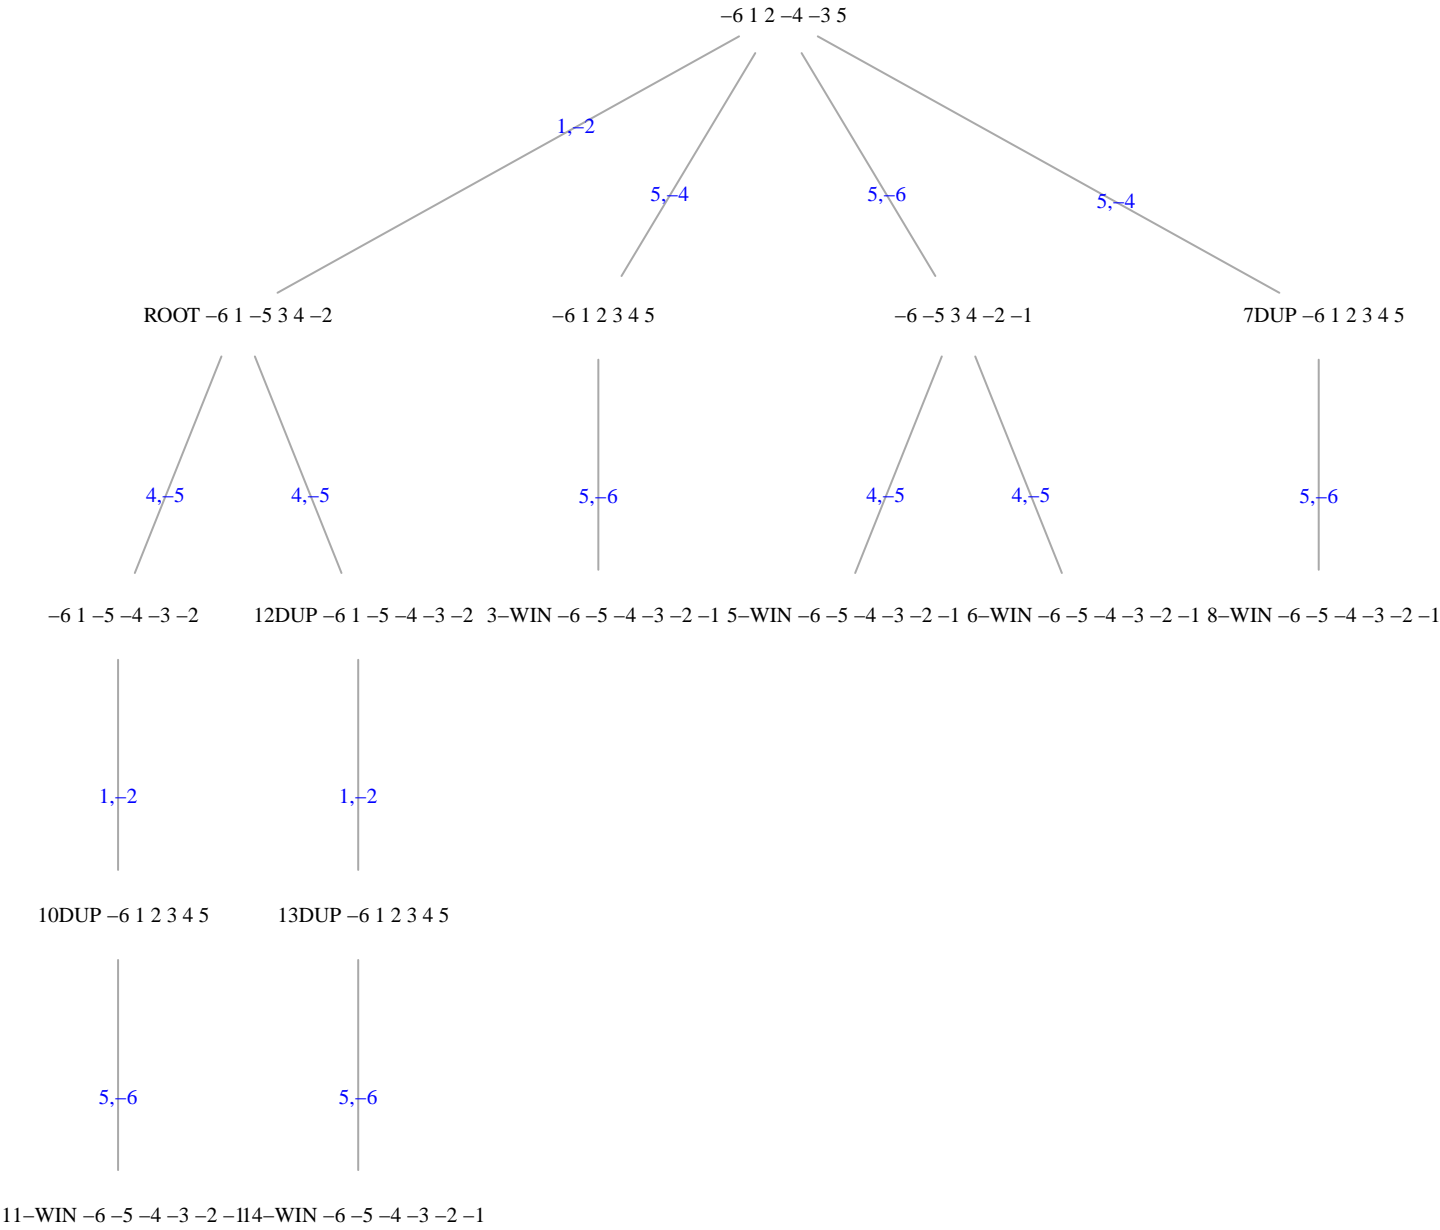 −6 1 2 −4 −3 5
1,−2
5,−4
5,−6
5,−4
ROOT −6 1 −5 3 4 −2
−6 1 2 3 4 5
−6 −5 3 4 −2 −1
7DUP −6 1 2 3 4 5
4,−5
4,−5
5,−6
4,−5
4,−5
5,−6
−6 1 −5 −4 −3 −2
12DUP −6 1 −5 −4 −3 −2
3−WIN −6 −5 −4 −3 −2 −1
5−WIN −6 −5 −4 −3 −2 −1
6−WIN −6 −5 −4 −3 −2 −1
8−WIN −6 −5 −4 −3 −2 −1
1,−2
1,−2
10DUP −6 1 2 3 4 5
13DUP −6 1 2 3 4 5
5,−6
5,−6
11−WIN −6 −5 −4 −3 −2 −1
14−WIN −6 −5 −4 −3 −2 −1